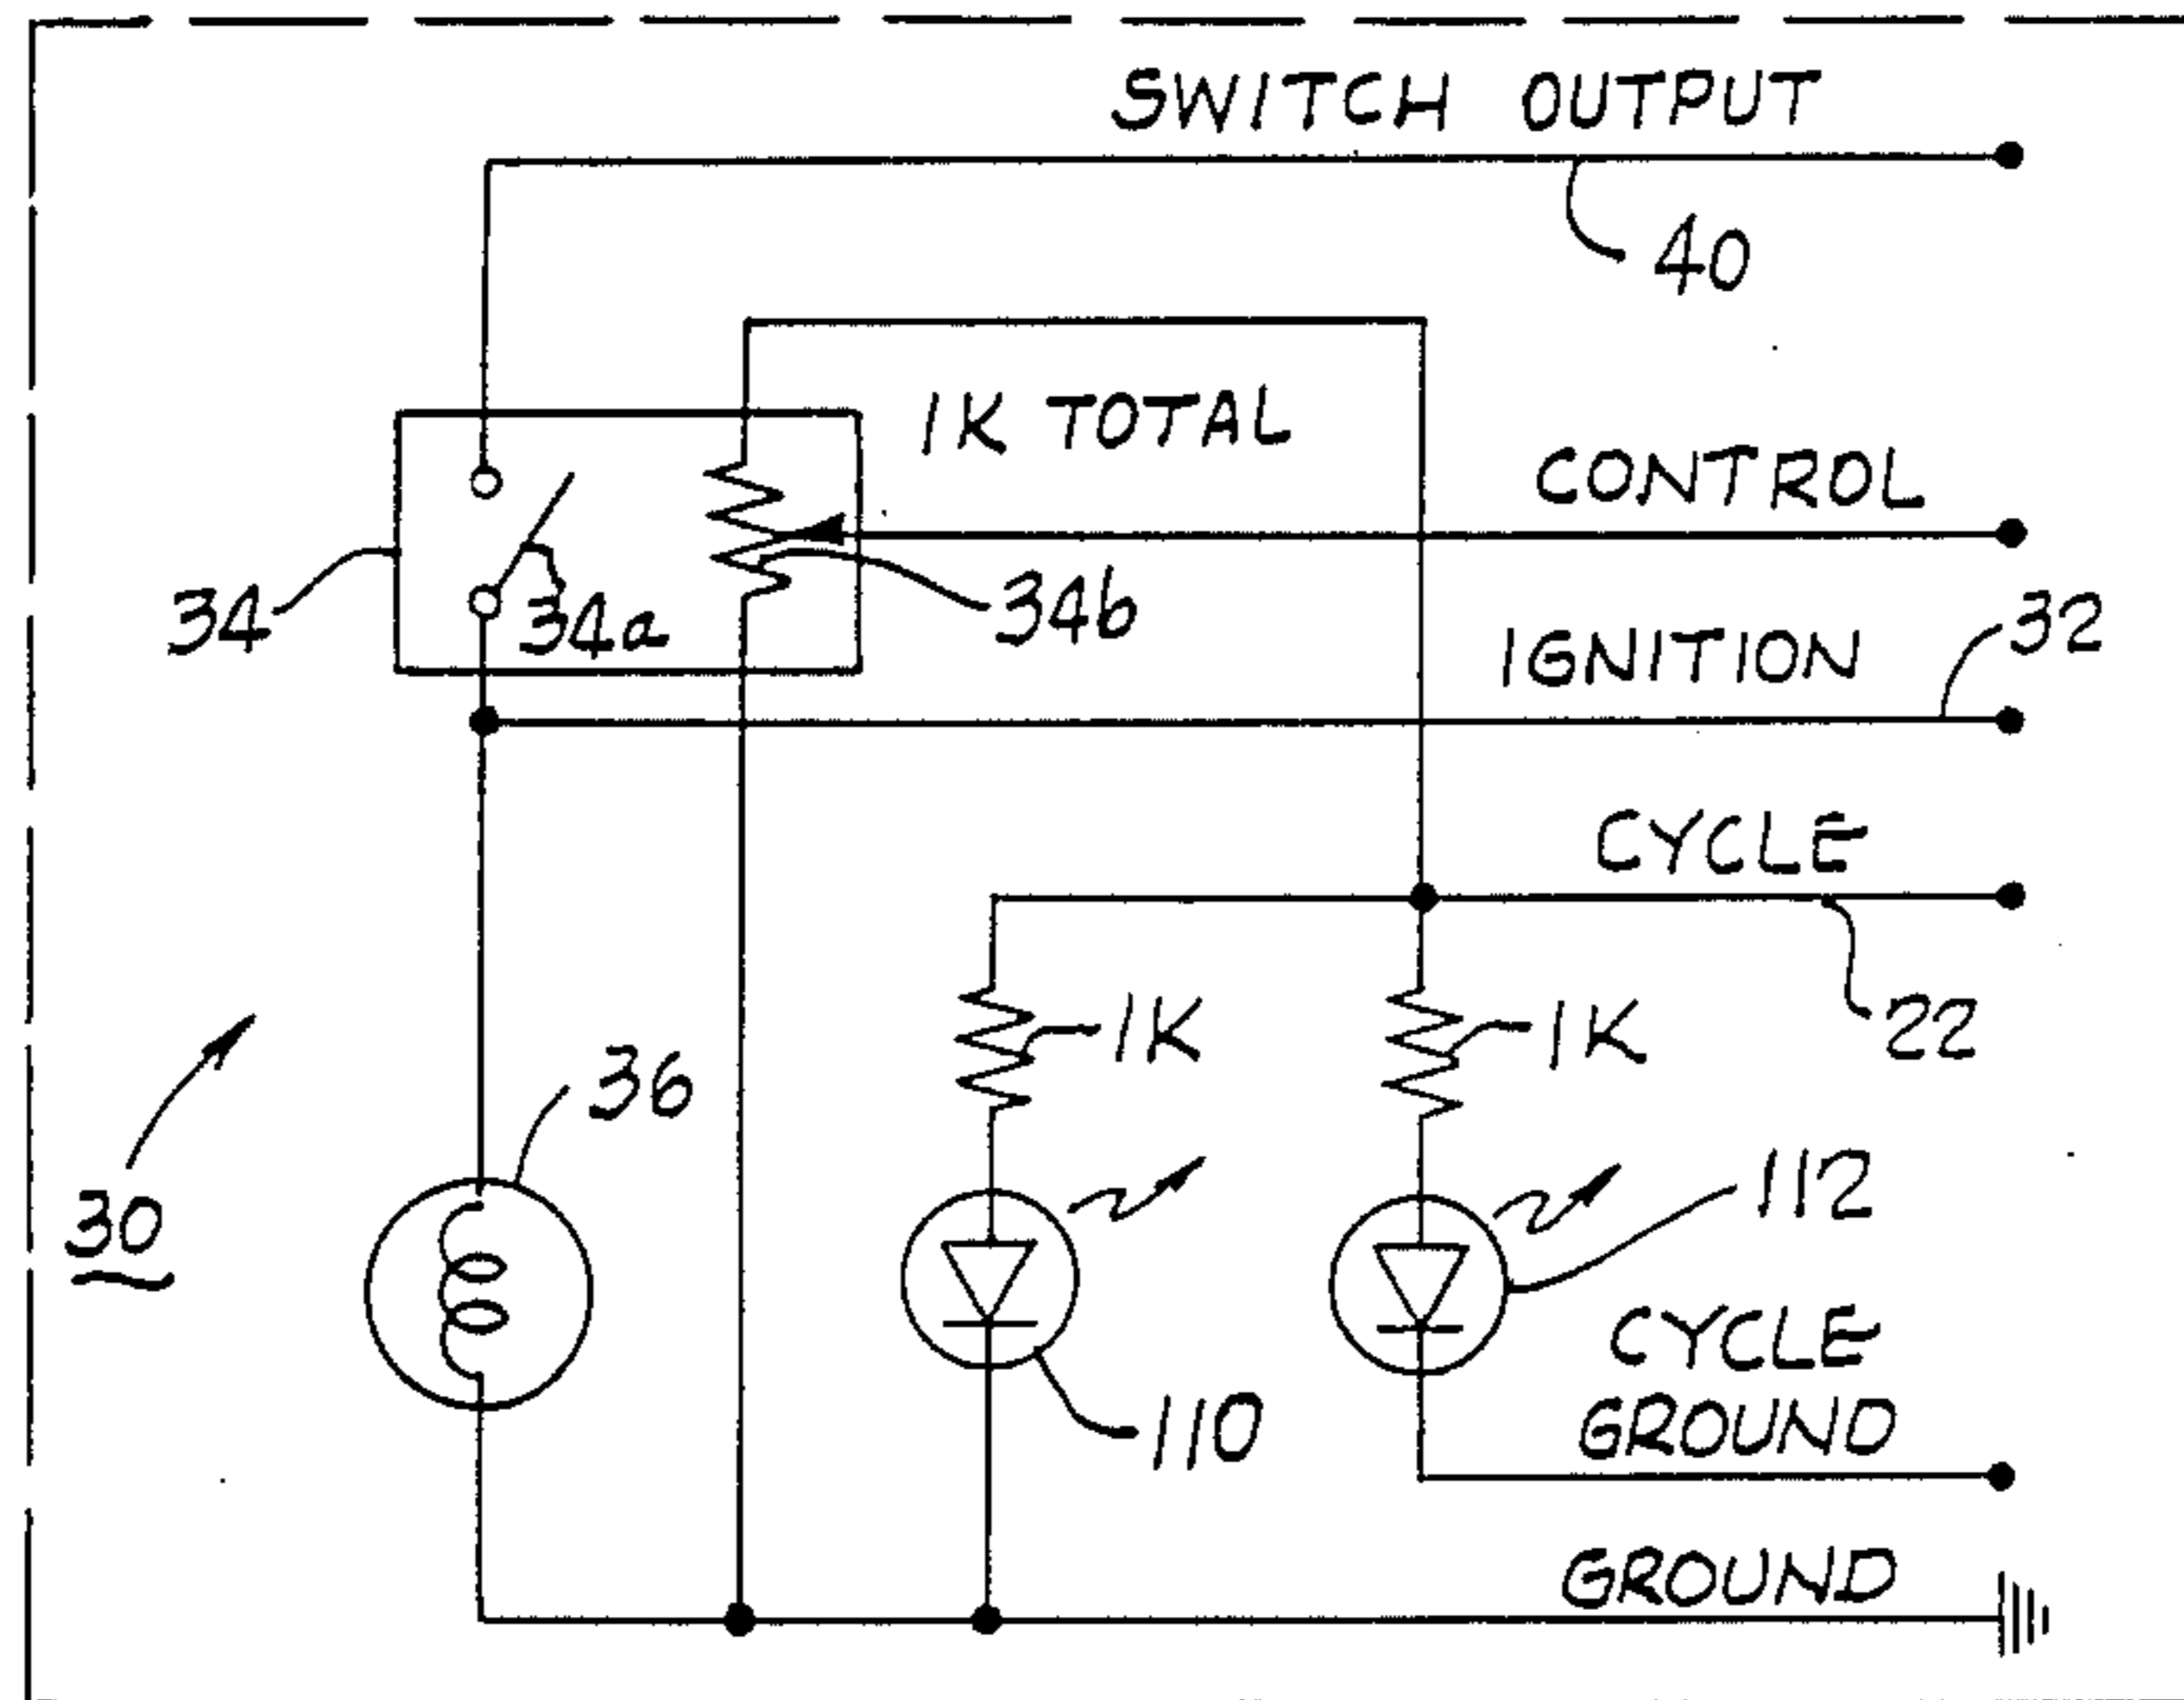 SWITCH OUTPUT
40
1K TOTAL
CONTROL
34
34a
34b
IGNITION
32
CYCLE
1K
1K
22
36
30
112
CYCLE
GROUND
110
GROUND